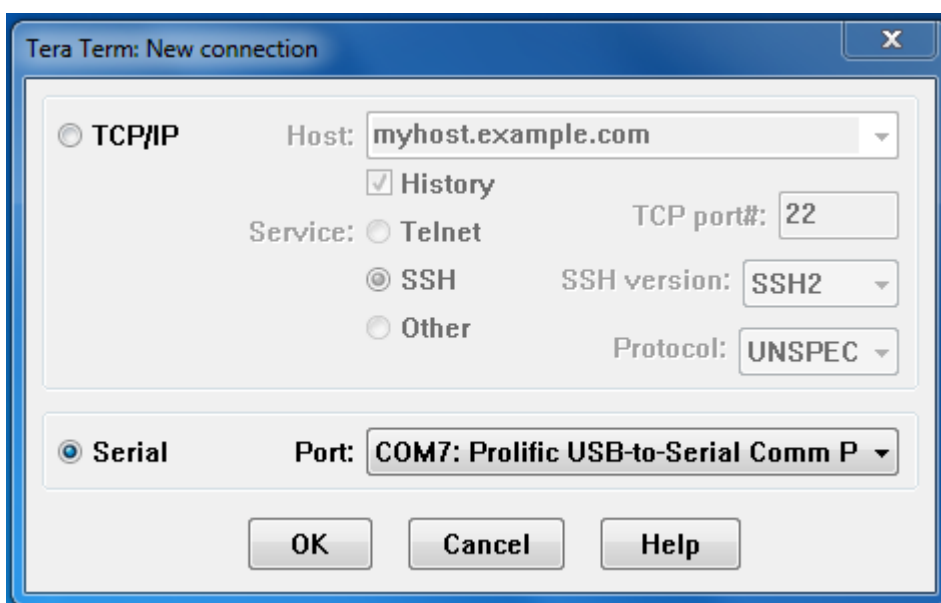 Tera Term: New connection
x
TCP/IP Host: myhost.example.com
History
Service: Telnet TCP port#: 22
SSH SSH version: SSH2
Other Protocol: UNSPEC
Serial Port: COM7: Prolific USB-to-Serial Comm P
OK Cancel Help